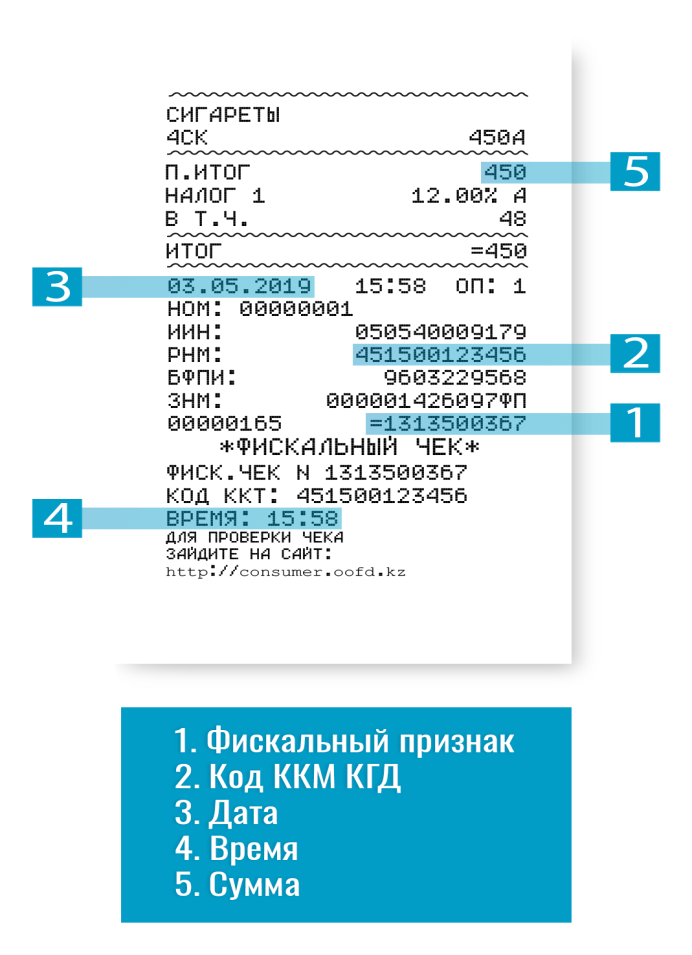 СИГАРЕТЫ
4СК 450А
П.ИТОГ 450
5
НАЛОГ 1 12.00% А
В Т.Ч. 48
ИТОГ =450
3
03.05.2019 15:58 ОП: 1
НОМ: 00000001
ИИН: 050540009179
РНМ: 451500123456
2
БФПИ: 9603229568
ЗНМ: 000001426097ФП
00000165 =1313500367
1
*ФИСКАЛЬНЫЙ ЧЕК*
ФИСК.ЧЕК N 1313500367
КОД ККТ: 451500123456
4
ВРЕМЯ: 15:58
ДЛЯ ПРОВЕРКИ ЧЕКА
ЗАЙДИТЕ НА САЙТ:
http://consumer.oofd.kz
1. Фискальный признак
2. Код ККМ КГД
3. Дата
4. Время
5. Сумма